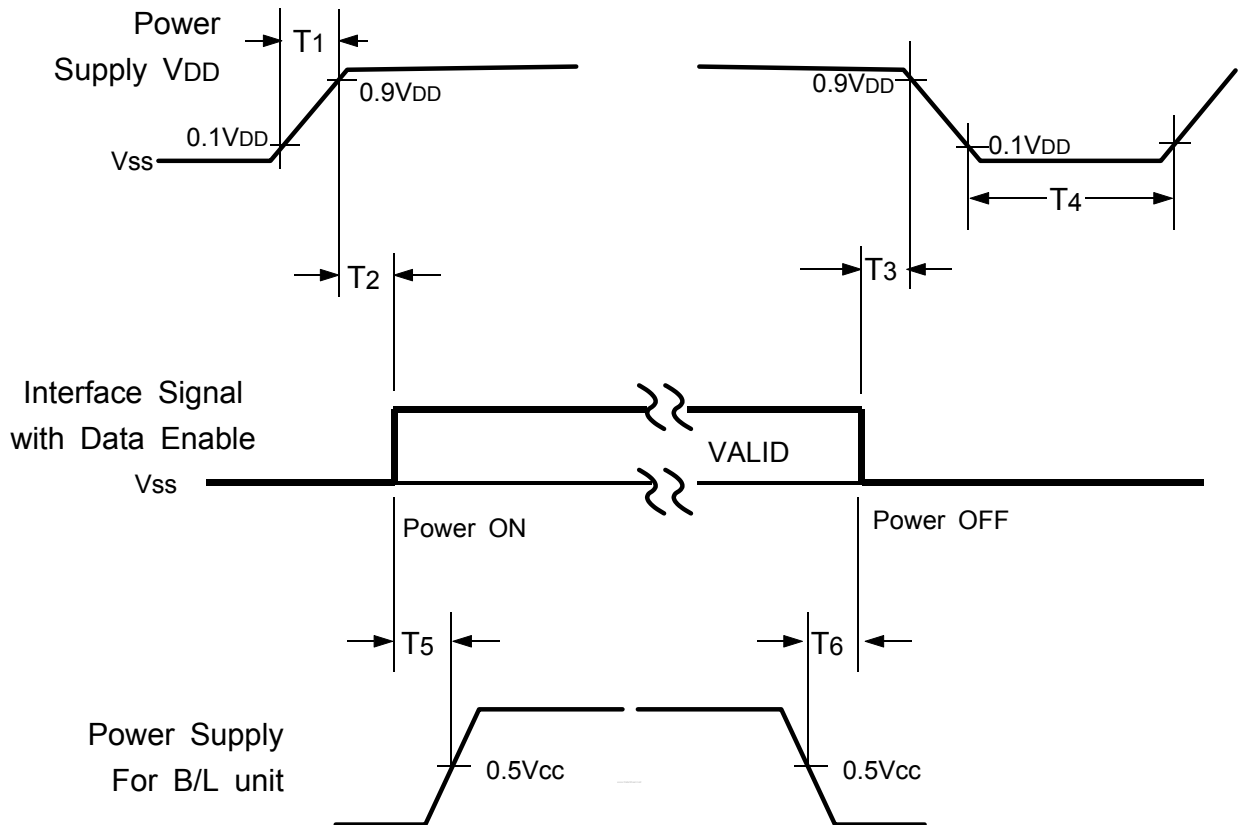 Power
Supply VDD
T1
0.9VDD
0.1VDD
Vss
0.9VDD
0.1VDD
T4
T2
T3
Interface Signal
with Data Enable
VALID
Vss
Power ON
Power OFF
T5
T6
Power Supply
For B/L unit
0.5Vcc
0.5Vcc